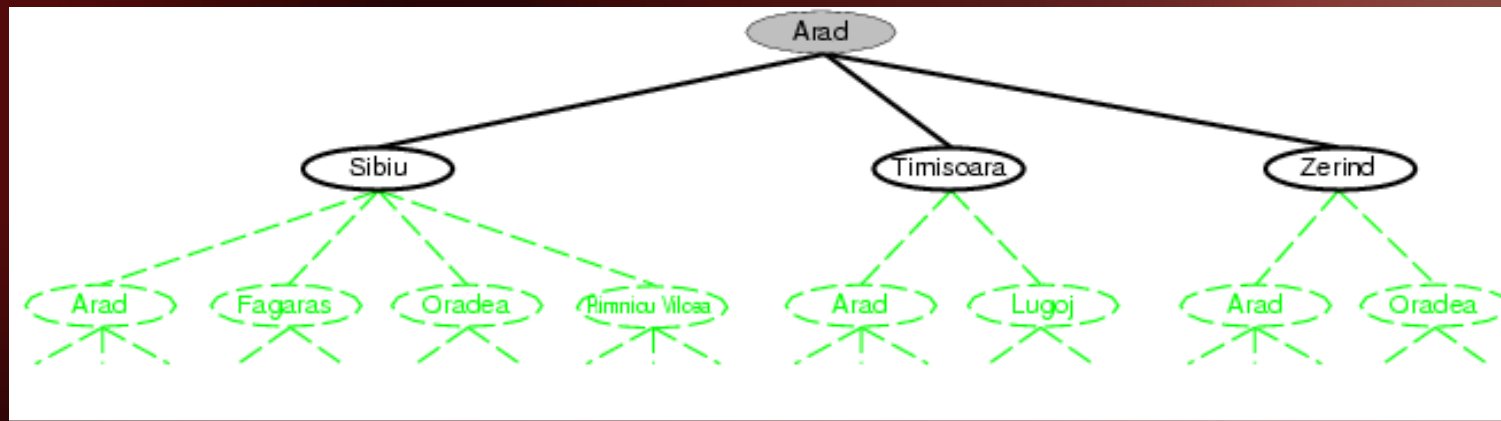 Arad
Sibiu
Timisoara
Zerind
Arad
Fagaras
Oradea
Rimnicu Vilcea
Arad
Lugoj
Arad
Oradea